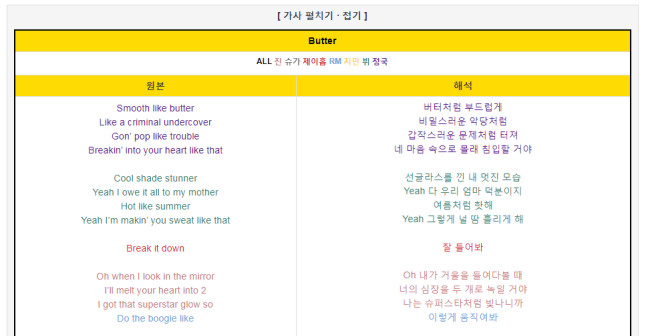 [ 가사 펼치기 · 접기 ]
Butter
ALL 진 슈가 제이홉 RM 지민 뷔 정국
원본
해석
Smooth like butter
Like a criminal undercover
Gon' pop like trouble
Breakin' into your heart like that
Cool shade stunner
Yeah I owe it all to my mother
Hot like summer
Yeah I'm makin' you sweat like that
Break it down
Oh when I look in the mirror
I'll melt your heart into 2
I got that superstar glow so
Do the boogie like
버터처럼 부드럽게
비밀스러운 악당처럼
갑작스러운 문제처럼 터져
네 마음 속으로 몰래 침입할 거야
선글라스를 낀 내 멋진 모습
Yeah 다 우리 엄마 덕분이지
여름처럼 핫해
Yeah 그렇게 널 땀 흘리게 해
잘 들어봐
Oh 내가 거울을 들여다볼 때
너의 심장을 두 개로 녹일 거야
나는 슈퍼스타처럼 빛나니까
이렇게 움직여봐